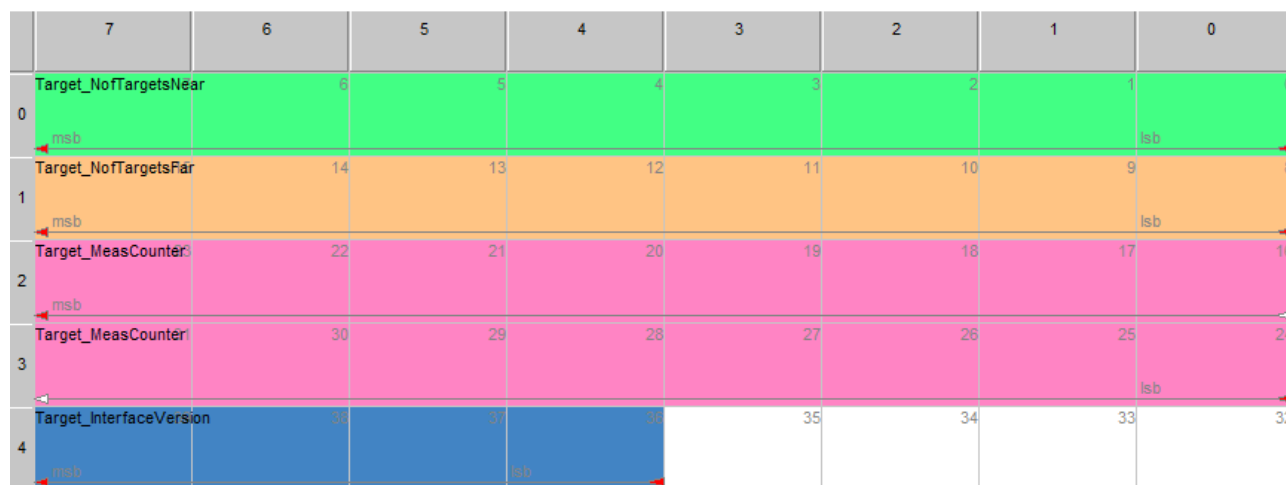 7 6 5 4 3 2 1 0
0 Target_NofTargetsNear 6 5 4 3 2 1
msb lsb
1 Target_NofTargetsFar 14 13 12 11 10 9
msb lsb
2 Target_MeasCounter 22 21 20 19 18 17
msb
3 Target_MeasCounter 30 29 28 27 26 25
lsb
4 Target_InterfaceVersion 38 37 36 35 34 33
msb lsb